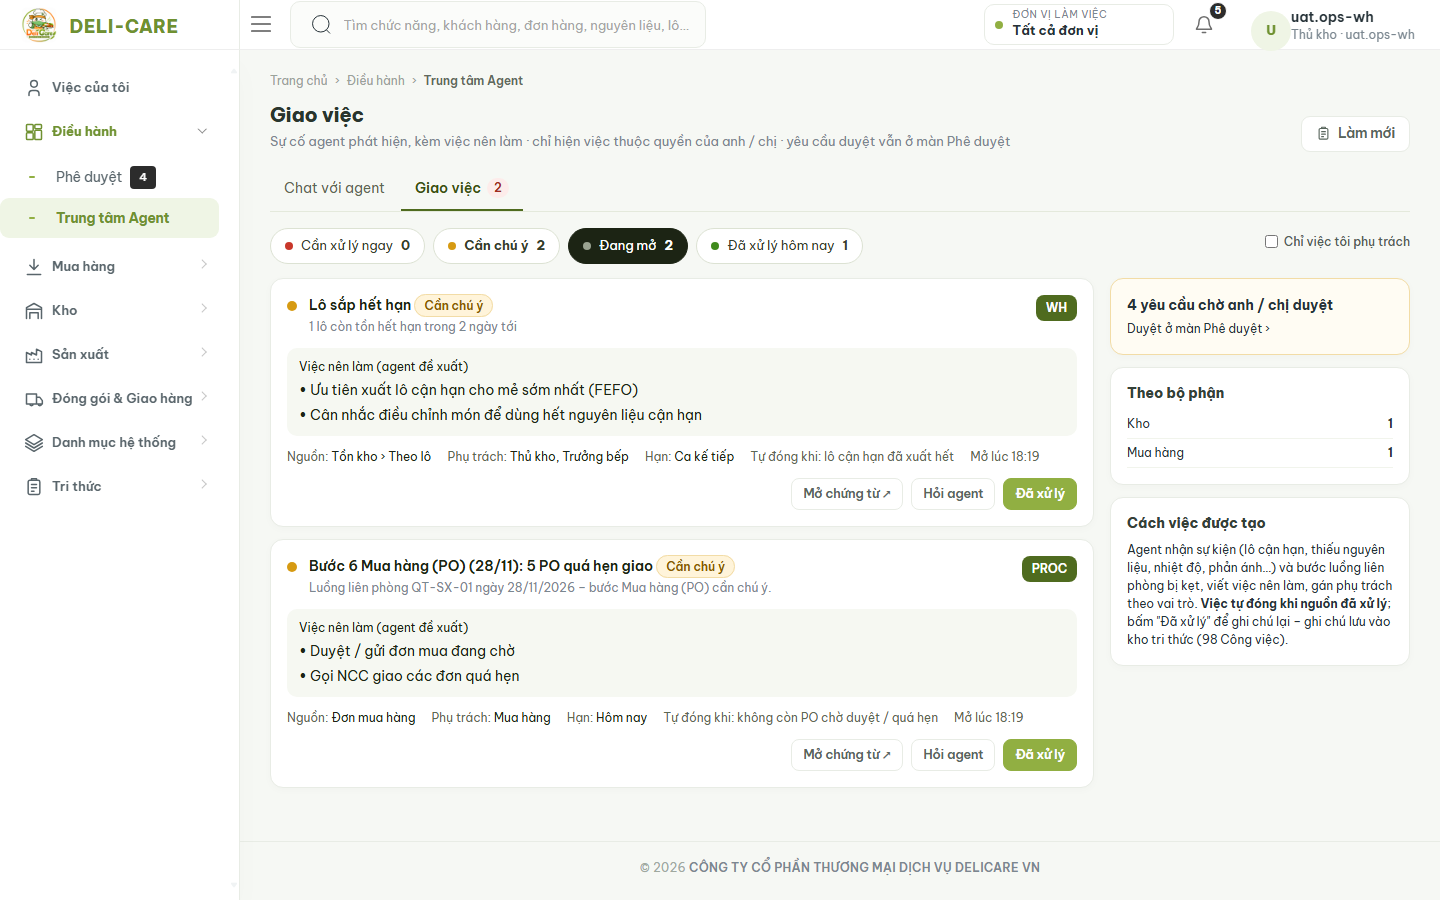 DELI-CARE
Tìm chức năng, khách hàng, đơn hàng, nguyên liệu, lô...
ĐƠN VỊ LÀM VIỆC
Tất cả đơn vị
5
U
uat.ops-wh
Thủ kho · uat.ops-wh
Việc của tôi
Điều hành
Phê duyệt 4
Trung tâm Agent
Mua hàng
Kho
Sản xuất
Đóng gói & Giao hàng
Danh mục hệ thống
Tri thức
Trang chủ › Điều hành › Trung tâm Agent
Giao việc
Sự cố agent phát hiện, kèm việc nên làm · chỉ hiện việc thuộc quyền của anh / chị · yêu cầu duyệt vẫn ở màn Phê duyệt
Làm mới
Chat với agent Giao việc 2
Cần xử lý ngay 0 Cần chú ý 2 Đang mở 2 Đã xử lý hôm nay 1
Chỉ việc tôi phụ trách
Lô sắp hết hạn Cần chú ý
WH
1 lô còn tồn hết hạn trong 2 ngày tới
Việc nên làm (agent đề xuất)
• Ưu tiên xuất lô cận hạn cho mẻ sớm nhất (FEFO)
• Cân nhắc điều chỉnh món để dùng hết nguyên liệu cận hạn
Nguồn: Tồn kho › Theo lô Phụ trách: Thủ kho, Trưởng bếp Hạn: Ca kế tiếp Tự đóng khi: lô cận hạn đã xuất hết Mở lúc 18:19
Mở chứng từ ↗ Hỏi agent Đã xử lý
Bước 6 Mua hàng (PO) (28/11): 5 PO quá hẹn giao Cần chú ý
PROC
Luồng liên phòng QT-SX-01 ngày 28/11/2026 – bước Mua hàng (PO) cần chú ý.
Việc nên làm (agent đề xuất)
• Duyệt / gửi đơn mua đang chờ
• Gọi NCC giao các đơn quá hẹn
Nguồn: Đơn mua hàng Phụ trách: Mua hàng Hạn: Hôm nay Tự đóng khi: không còn PO chờ duyệt / quá hẹn Mở lúc 18:19
Mở chứng từ ↗ Hỏi agent Đã xử lý
4 yêu cầu chờ anh / chị duyệt
Duyệt ở màn Phê duyệt ›
Theo bộ phận
Kho 1
Mua hàng 1
Cách việc được tạo
Agent nhận sự kiện (lô cận hạn, thiếu nguyên
liệu, nhiệt độ, phản ánh...) và bước luồng liên
phòng bị kẹt, viết việc nên làm, gán phụ trách
theo vai trò. Việc tự đóng khi nguồn đã xử lý;
bấm "Đã xử lý" để ghi chú lại – ghi chú lưu vào
kho tri thức (98 Công việc).
© 2026 CÔNG TY CỔ PHẦN THƯƠNG MẠI DỊCH VỤ DELICARE VN